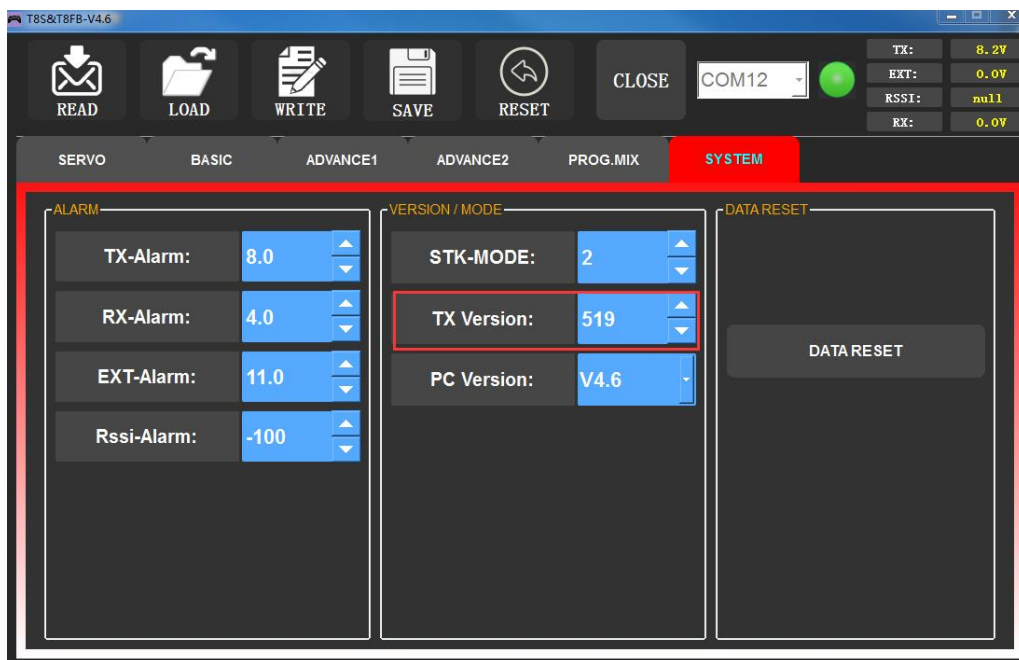 T8S&T8FB-V4.6
READ
LOAD
WRITE
SAVE
RESET
CLOSE
COM12
TX: 8.2V
EXT: 0.0V
RSSI: null
RX: 0.0V
SERVO
BASIC
ADVANCE1
ADVANCE2
PROG.MIX
SYSTEM
ALARM
TX-Alarm: 8.0
RX-Alarm: 4.0
EXT-Alarm: 11.0
Rssi-Alarm: -100
VERSION / MODE
STK-MODE: 2
TX Version: 519
PC Version: V4.6
DATA RESET
DATA RESET